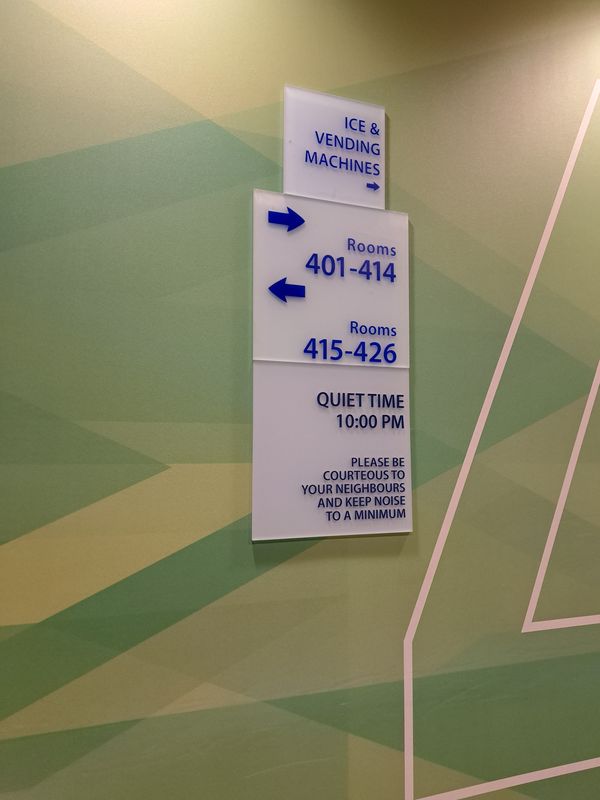 ICE &
VENDING
MACHINES
Rooms
401-414
Rooms
415-426
QUIET TIME
10:00 PM
PLEASE BE
COURTEOUS TO
YOUR NEIGHBOURS
AND KEEP NOISE
TO A MINIMUM